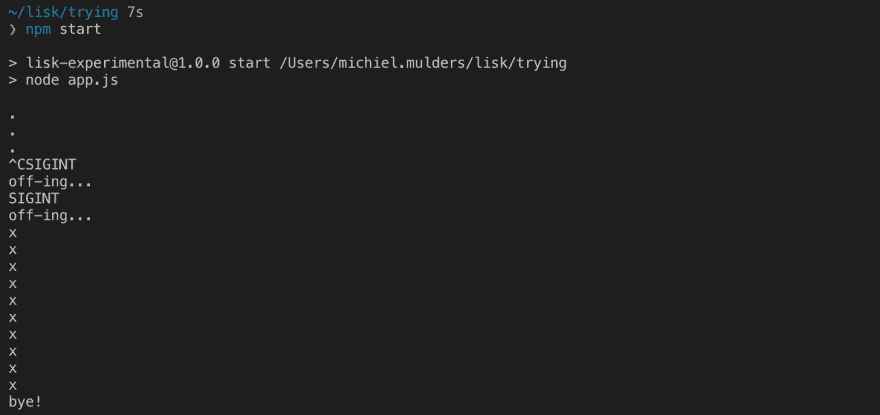 ~/lisk/trying 7s
❯ npm start
> lisk-experimental@1.0.0 start /Users/michiel.mulders/lisk/trying
> node app.js
.
.
.
^CSIGINT
off-ing...
SIGINT
off-ing...
x
x
x
x
x
x
x
x
x
x
bye!